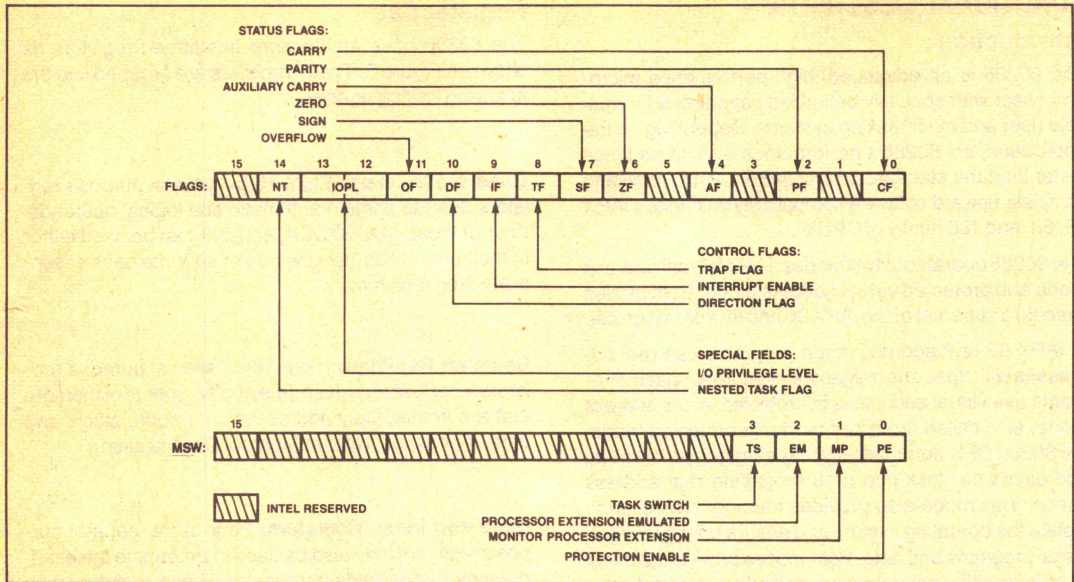 STATUS FLAGS:
CARRY
PARITY
AUXILIARY CARRY
ZERO
SIGN
OVERFLOW
15 14 13 12 11 10 9 8 7 6 5 4 3 2 1 0
FLAGS: NT IOPL OF DF IF TF SF ZF AF PF CF
CONTROL FLAGS:
TRAP FLAG
INTERRUPT ENABLE
DIRECTION FLAG
SPECIAL FIELDS:
I/O PRIVILEGE LEVEL
NESTED TASK FLAG
15 3 2 1 0
MSW: TS EM MP PE
INTEL RESERVED
TASK SWITCH
PROCESSOR EXTENSION EMULATED
MONITOR PROCESSOR EXTENSION
PROTECTION ENABLE